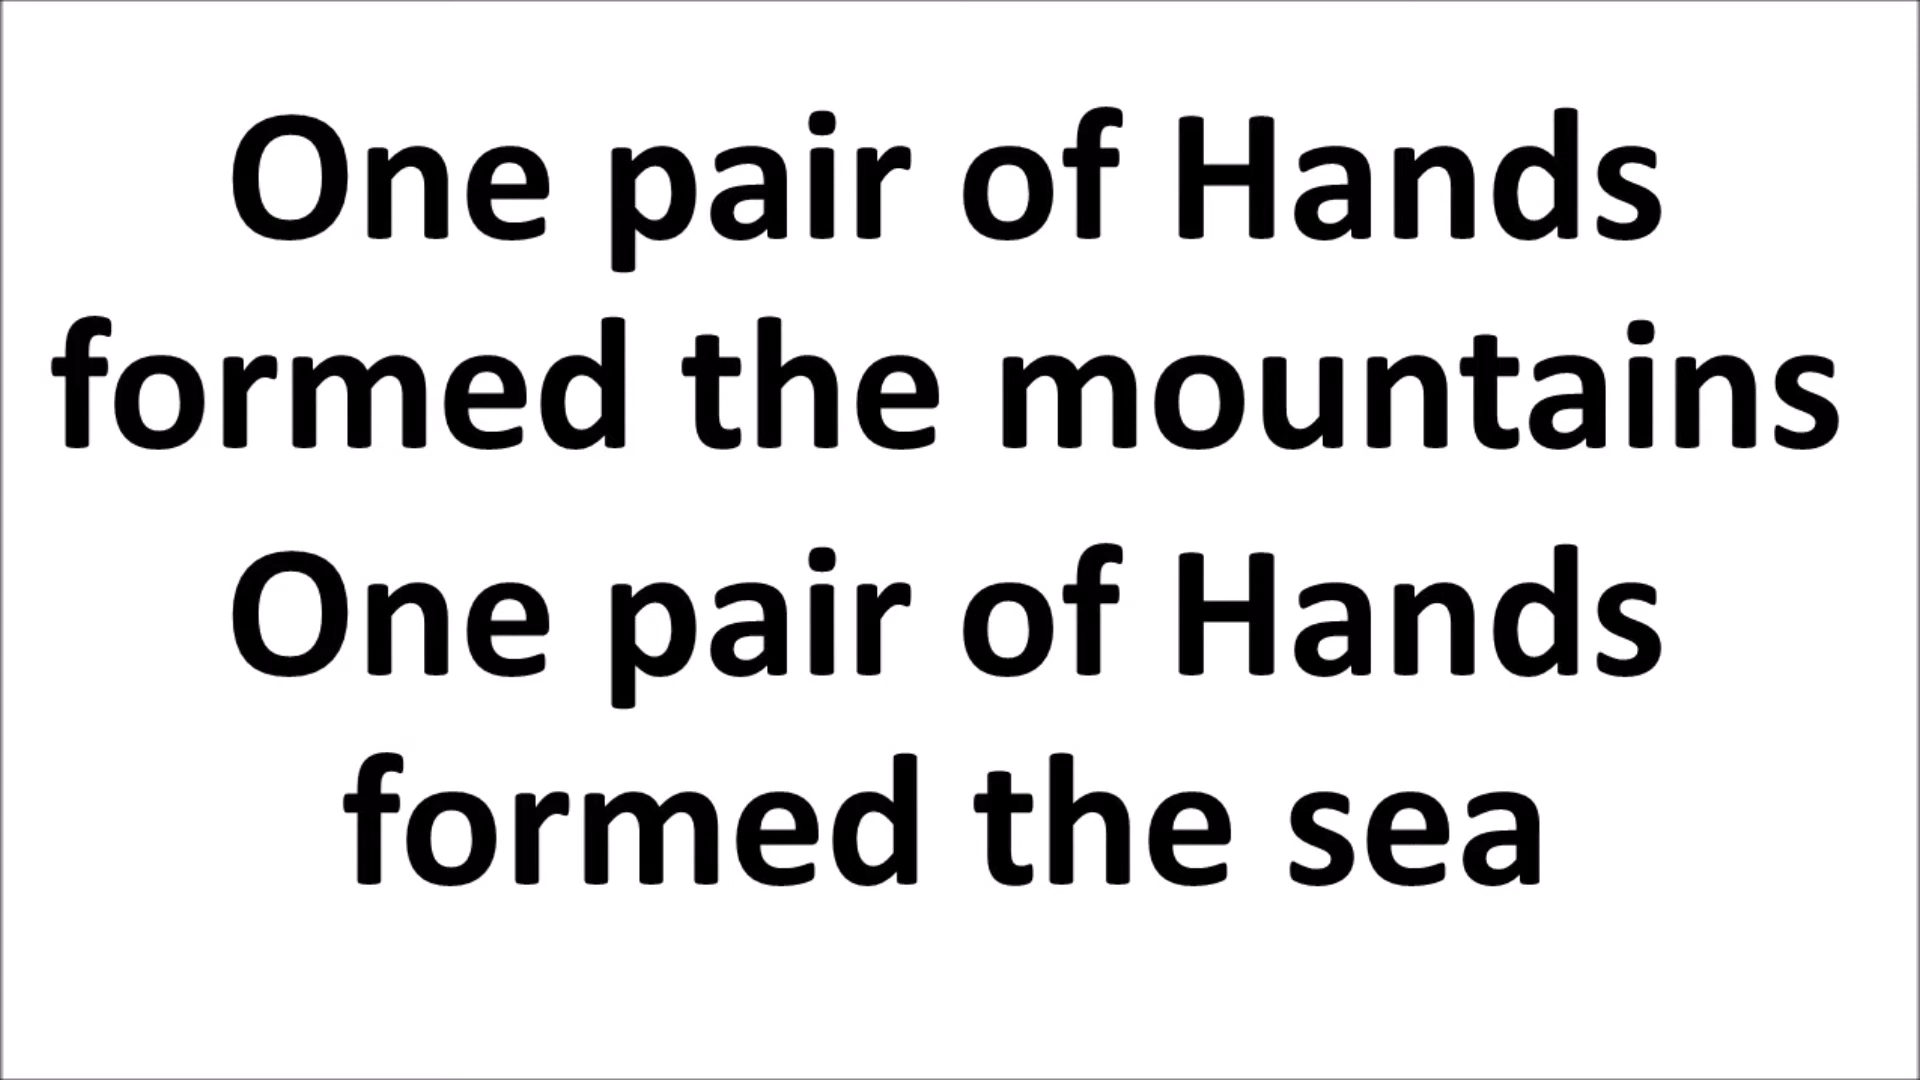 One pair of Hands
formed the mountains
One pair of Hands
formed the sea